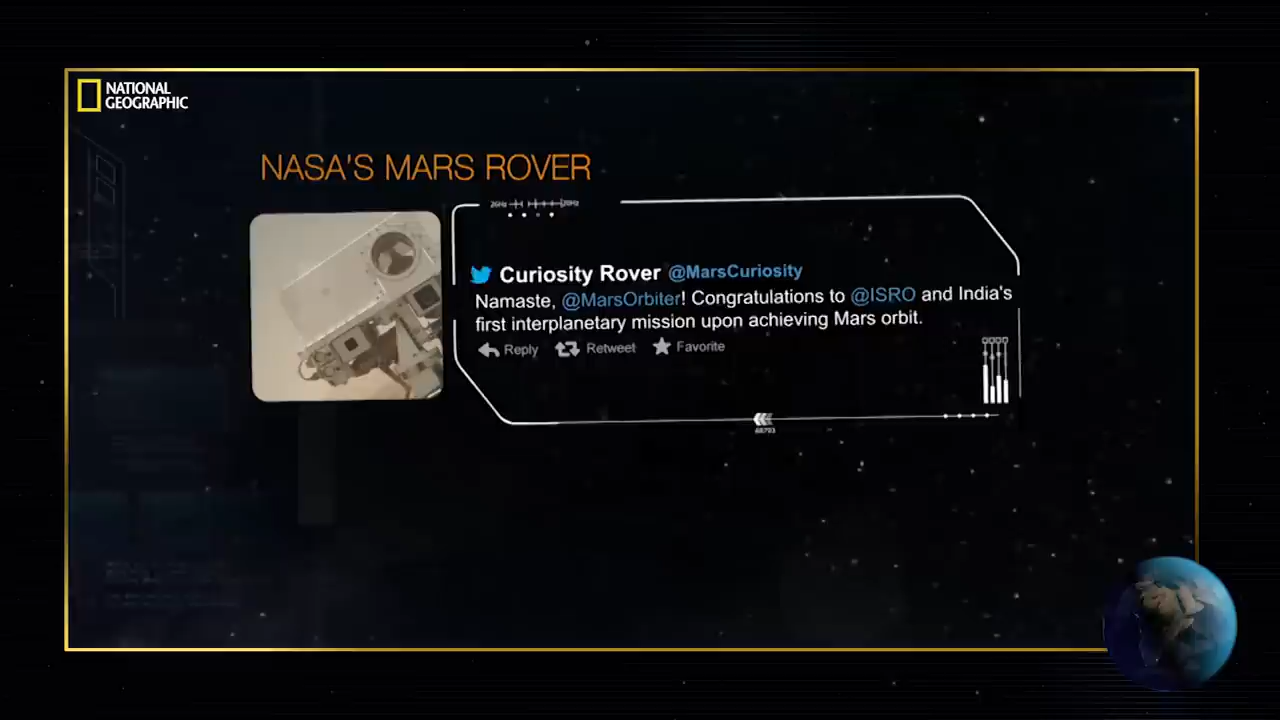 NATIONAL
GEOGRAPHIC
NASA'S MARS ROVER
Curiosity Rover @MarsCuriosity
Namaste, @MarsOrbiter! Congratulations to @ISRO and India's
first interplanetary mission upon achieving Mars orbit.
Reply Retweet Favorite